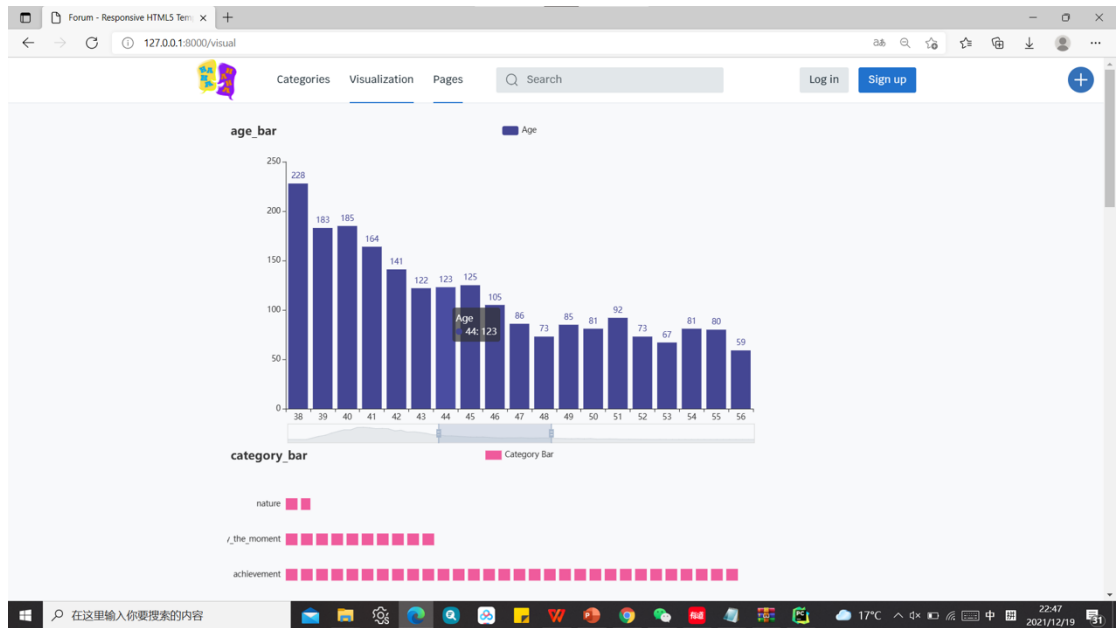 Forum - Responsive HTML5 Tem
127.0.0.1:8000/visual
Categories Visualization Pages Search Log in Sign up
age_bar Age
250
228
200
183 185
164
150
141
122 123 125
105
100
Age
44: 123
86 73 85 81 92 73 67 81 80 59
50
0
38 39 40 41 42 43 44 45 46 47 48 49 50 51 52 53 54 55 56
category_bar Category Bar
nature
y_the_moment
achievement
在这里输入你要搜索的内容 17°C 中 拼 22:47
2021/12/19 31